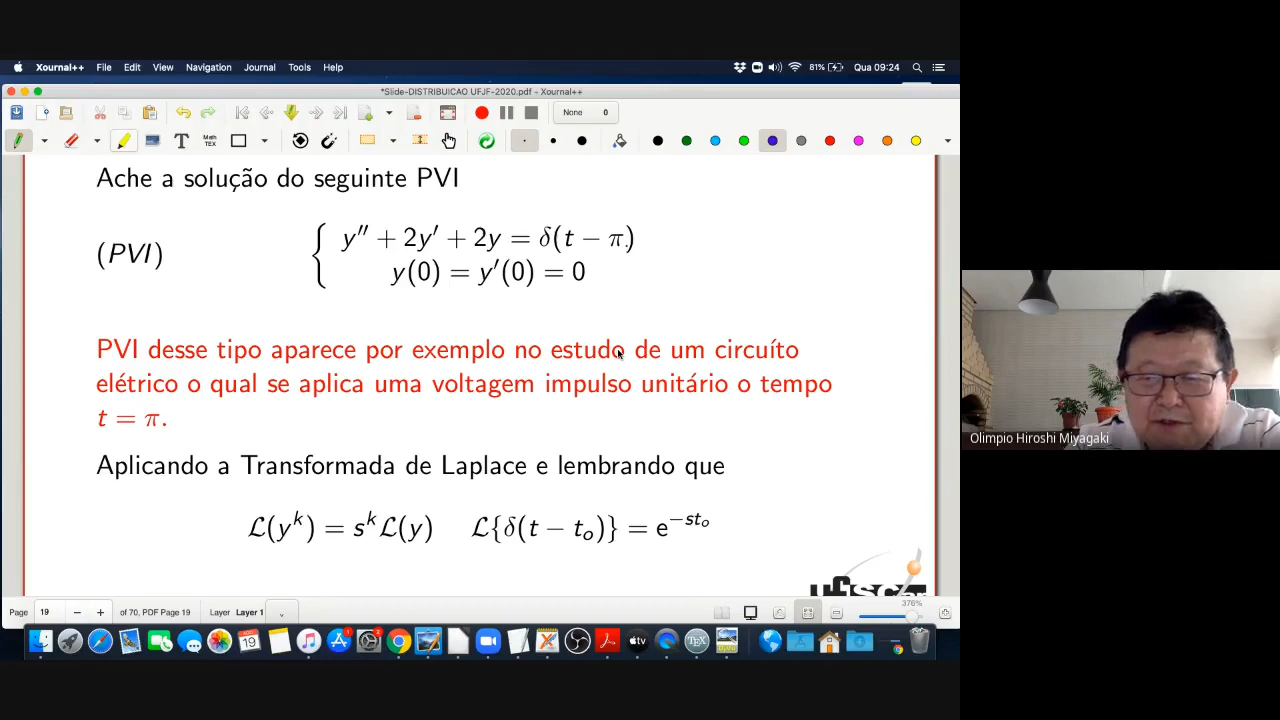 Xournal++ File Edit View Navigation Journal Tools Help 81% Qua 09:24
*Slide-DISTRIBUICAO UFJF-2020.pdf - Xournal++
None 0
T Math TEX
Ache a solução do seguinte PVI
(PVI) { y″ + 2y′ + 2y = δ(t − π)
y(0) = y′(0) = 0
PVI desse tipo aparece por exemplo no estudo de um circuíto
elétrico o qual se aplica uma voltagem impulso unitário o tempo
t = π.
Aplicando a Transformada de Laplace e lembrando que
ℒ(y^k) = s^k ℒ(y) ℒ{δ(t − t_o)} = e^{−st_o}
Olimpio Hiroshi Miyagaki
Page 19 − + of 70, PDF Page 19 Layer Layer 1 376%